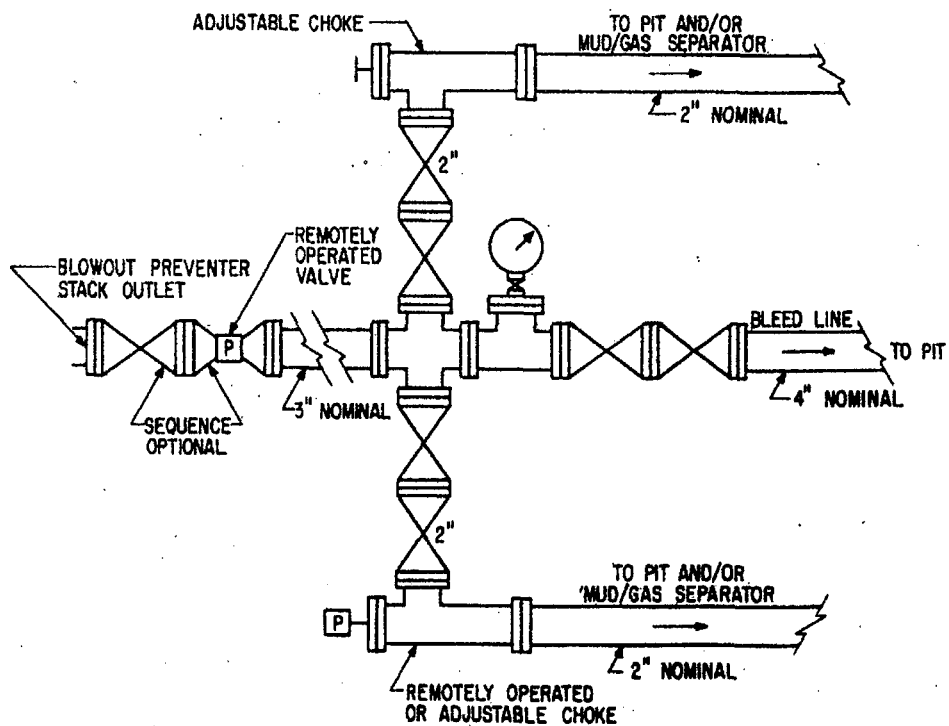 ADJUSTABLE CHOKE
TO PIT AND/OR
MUD/GAS SEPARATOR
2" NOMINAL
2"
REMOTELY
OPERATED
VALVE
BLOWOUT PREVENTER
STACK OUTLET
P
BLEED LINE
TO PIT
3" NOMINAL
4" NOMINAL
SEQUENCE
OPTIONAL
2"
TO PIT AND/OR
MUD/GAS SEPARATOR
P
2" NOMINAL
REMOTELY OPERATED
OR ADJUSTABLE CHOKE